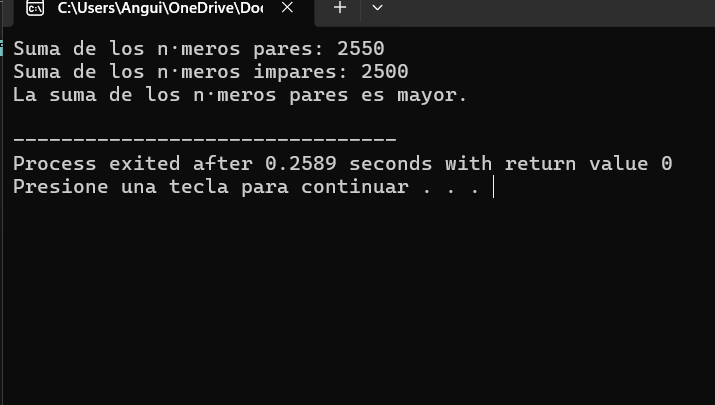 C:\Users\Angui\OneDrive\Doc
Suma de los n·meros pares: 2550
Suma de los n·meros impares: 2500
La suma de los n·meros pares es mayor.
--------------------------------
Process exited after 0.2589 seconds with return value 0
Presione una tecla para continuar . . .